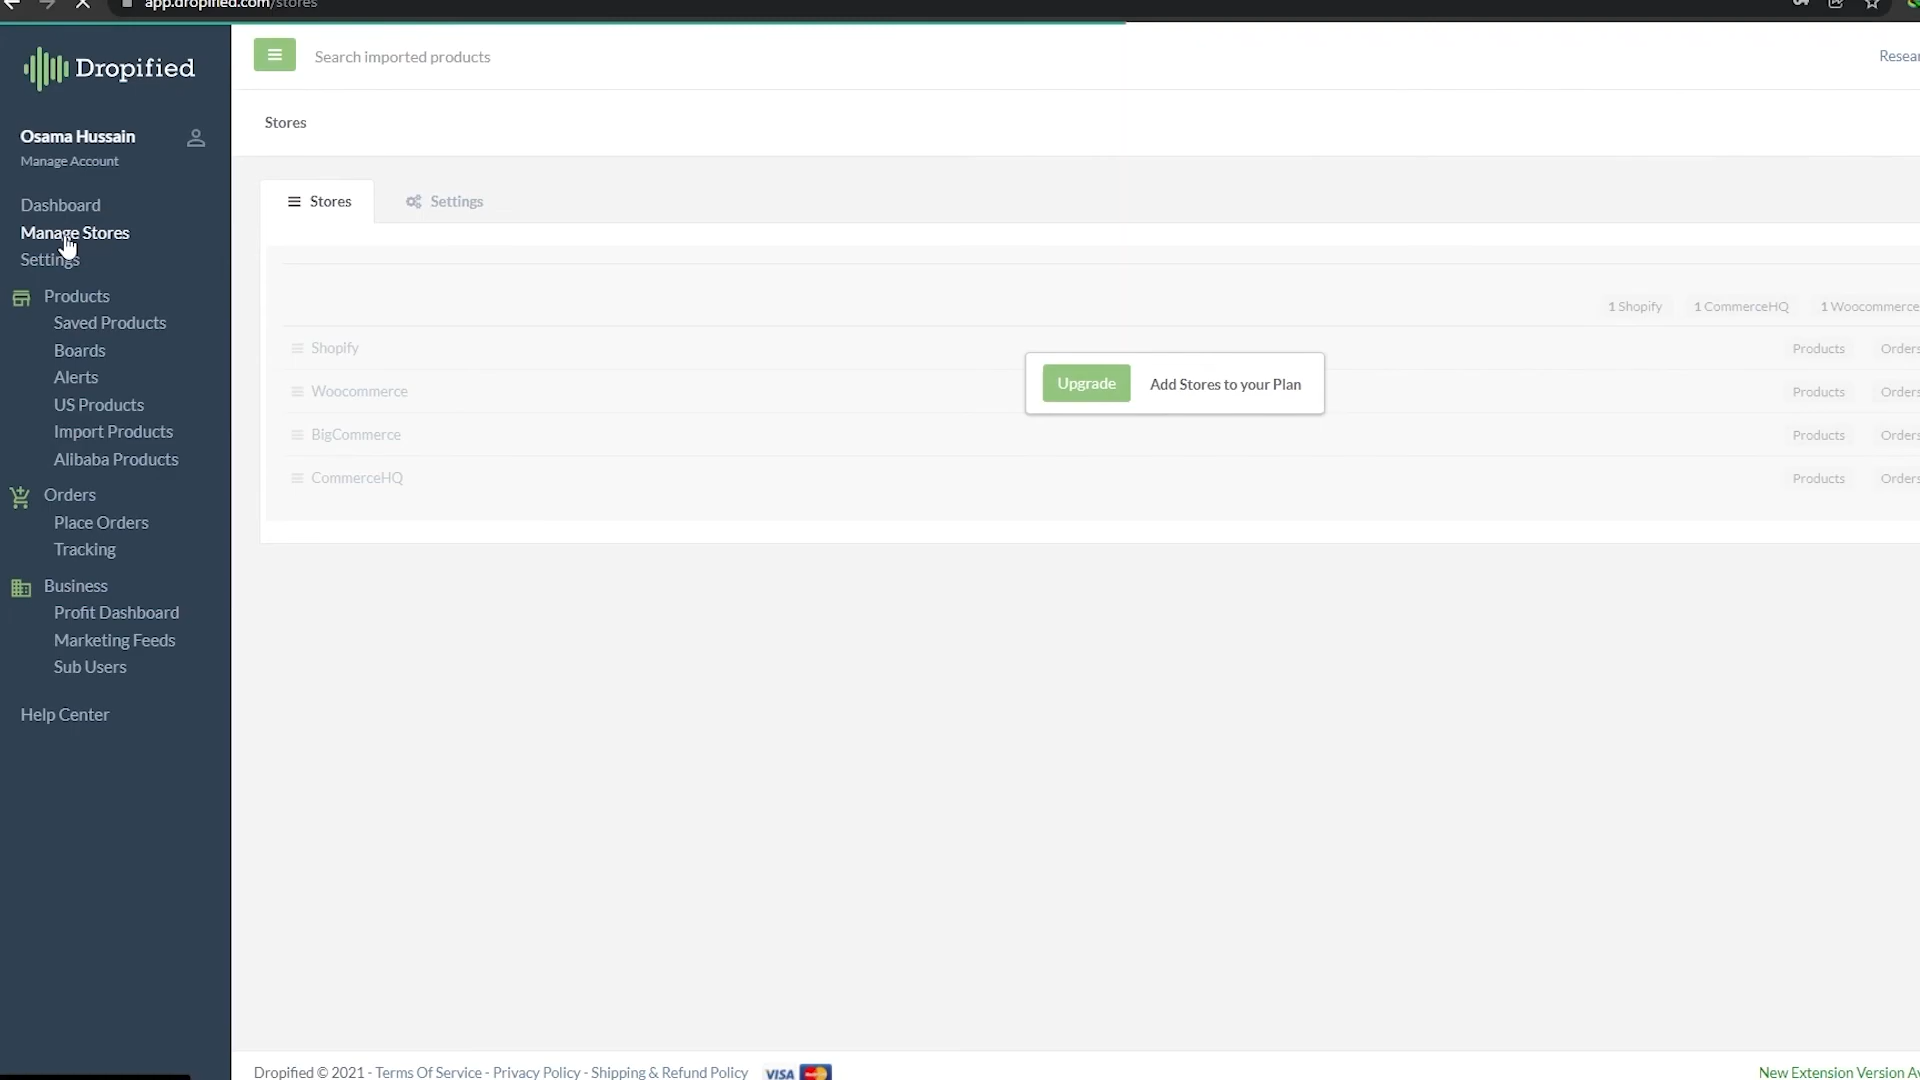 app.dropified.com/stores
Dropified
Search imported products
Osama Hussain
Manage Account
Stores
Dashboard
Manage Stores
Settings
Products
Saved Products
Boards
Alerts
US Products
Import Products
Alibaba Products
Orders
Place Orders
Tracking
Business
Profit Dashboard
Marketing Feeds
Sub Users
Help Center
Stores Settings
1 Shopify 1 CommerceHQ 1 Woocommerce
Shopify Products Orders
Upgrade Add Stores to your Plan
Woocommerce Products Orders
BigCommerce Products Orders
CommerceHQ Products Orders
Dropified © 2021 - Terms Of Service - Privacy Policy - Shipping & Refund Policy VISA
New Extension Version